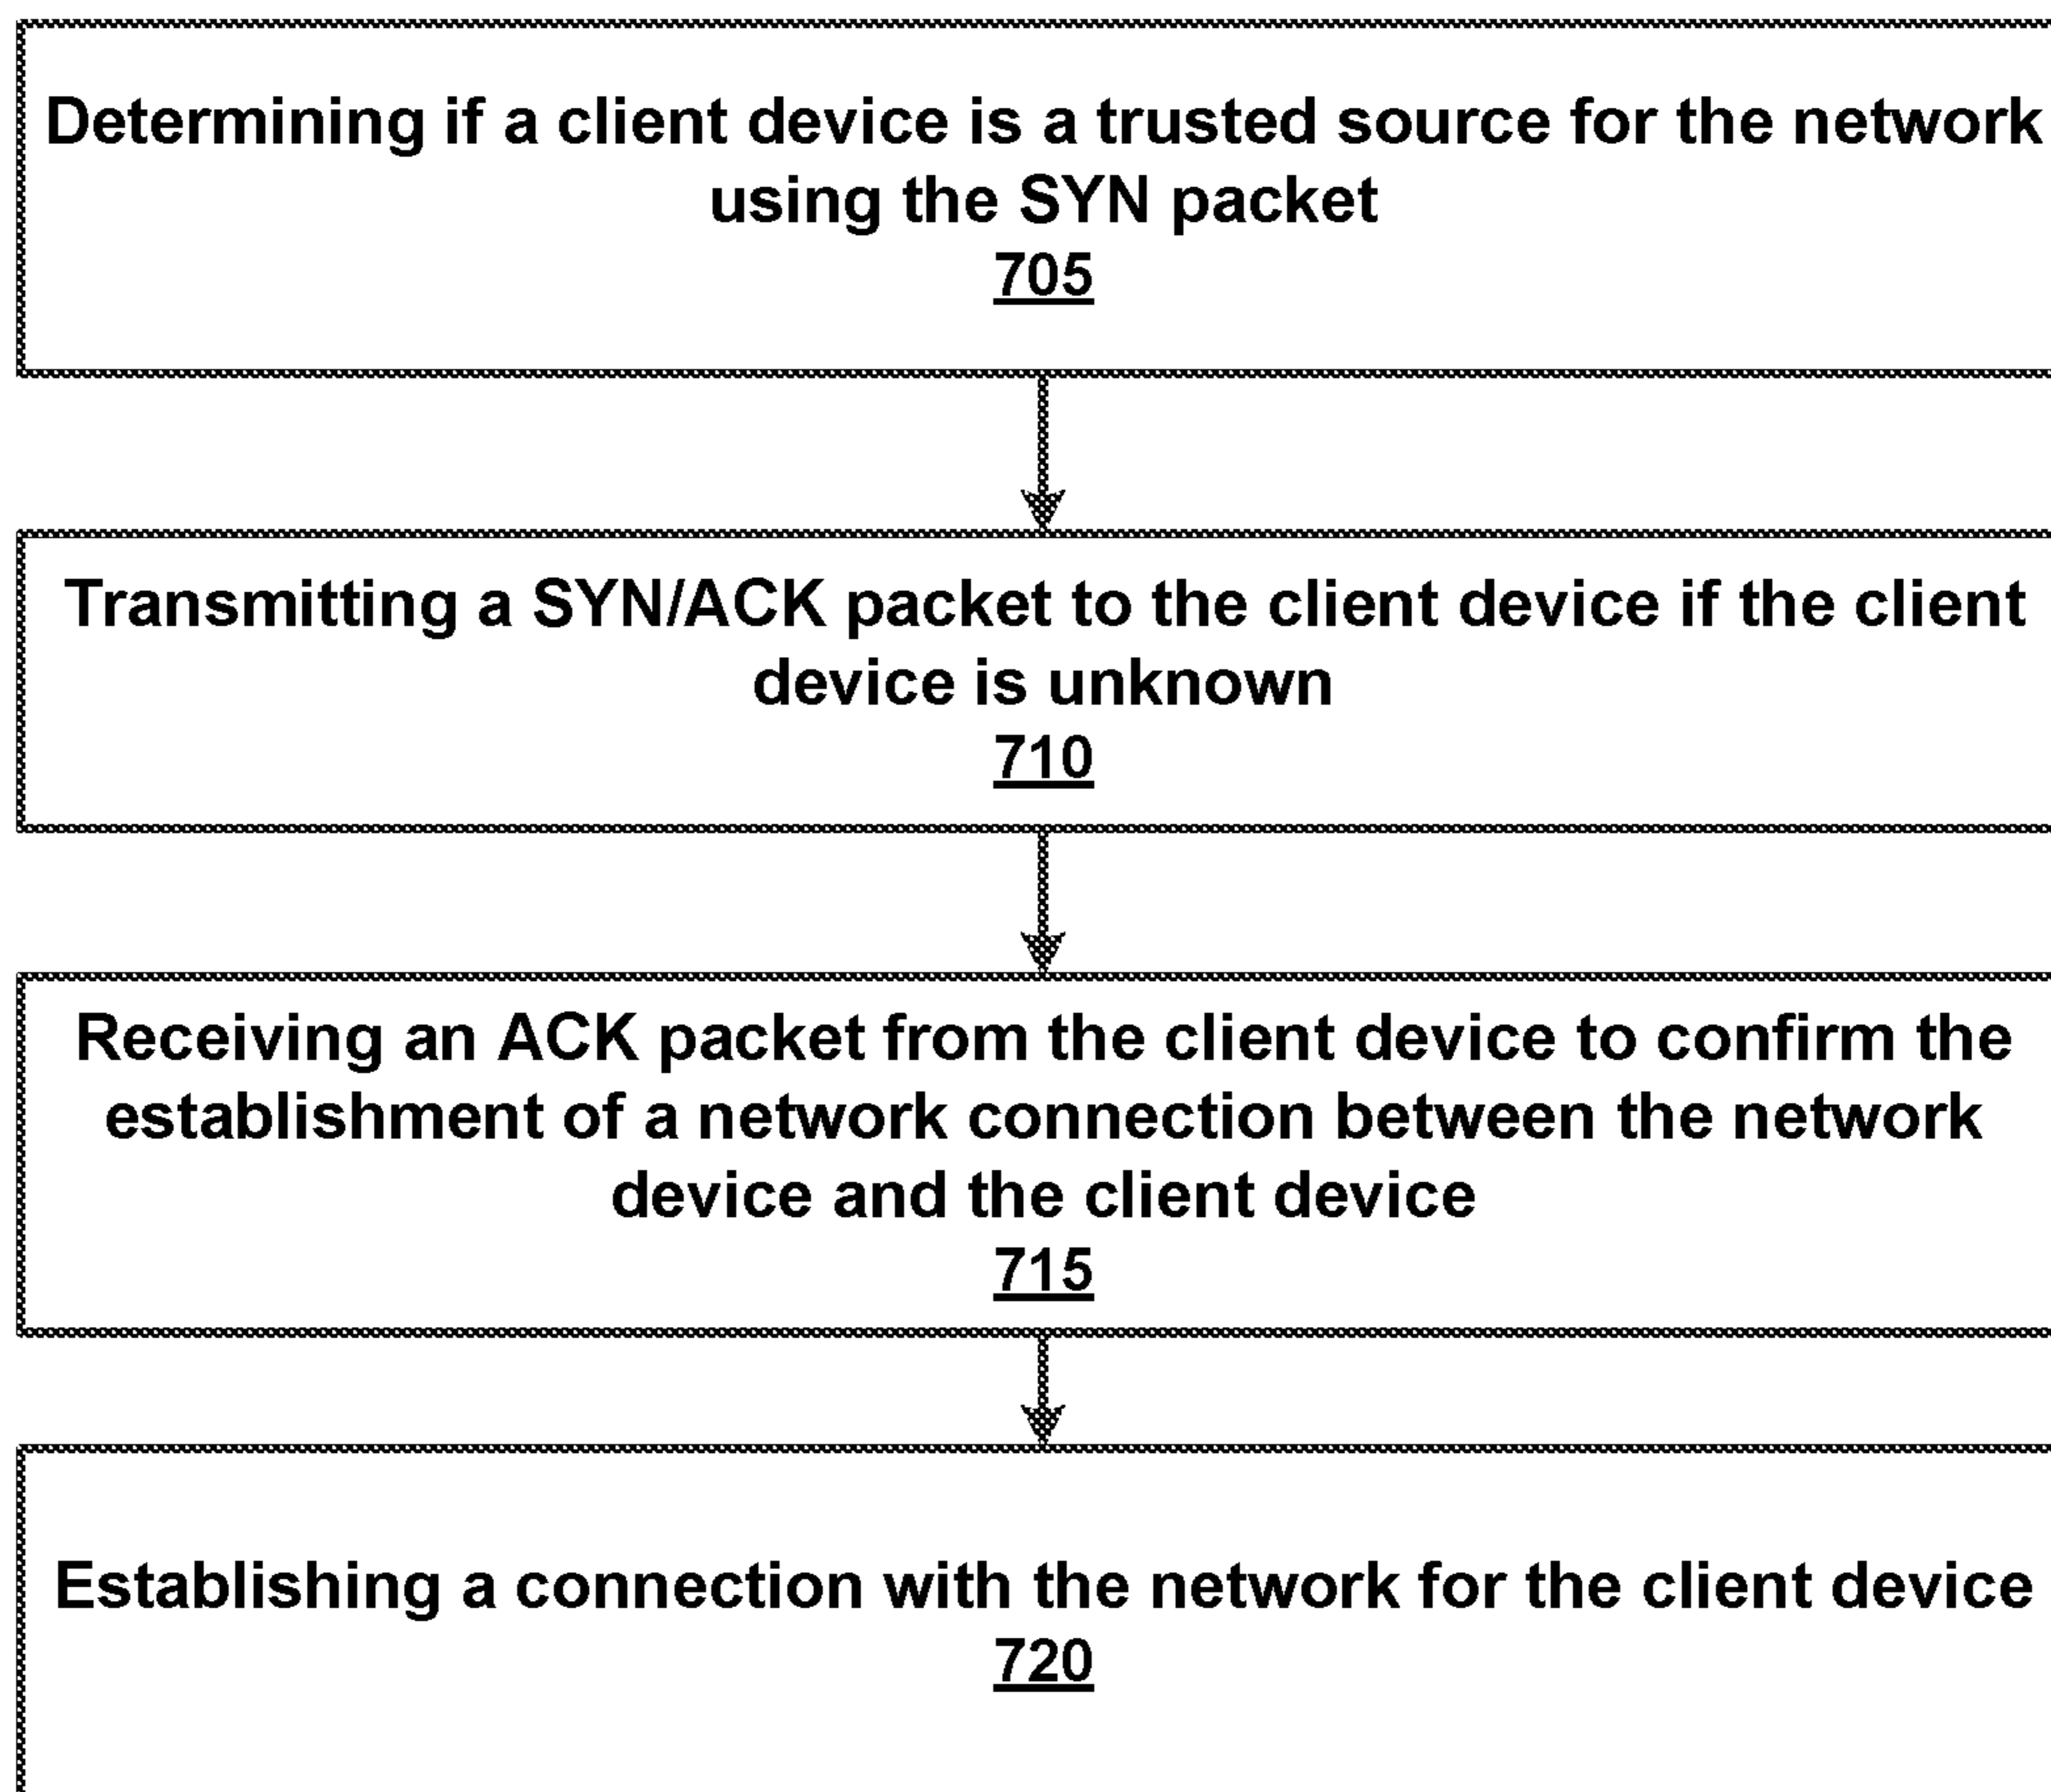 Determining if a client device is a trusted source for the network
using the SYN packet
705
Transmitting a SYN/ACK packet to the client device if the client
device is unknown
710
Receiving an ACK packet from the client device to confirm the
establishment of a network connection between the network
device and the client device
715
Establishing a connection with the network for the client device
720